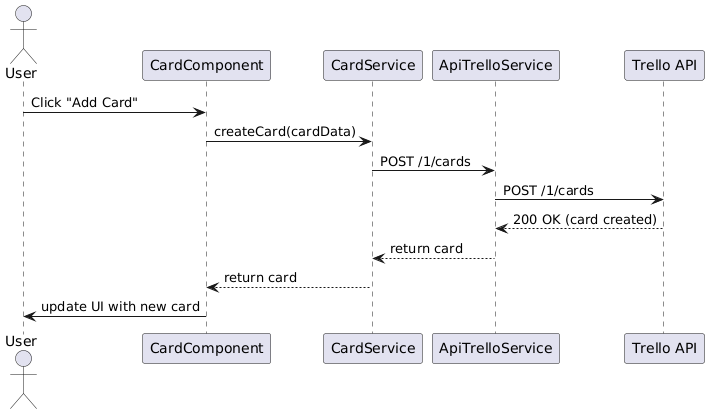 User
CardComponent
CardService
ApiTrelloService
Trello API
Click "Add Card"
createCard(cardData)
POST /1/cards
POST /1/cards
200 OK (card created)
return card
return card
update UI with new card
User
CardComponent
CardService
ApiTrelloService
Trello API